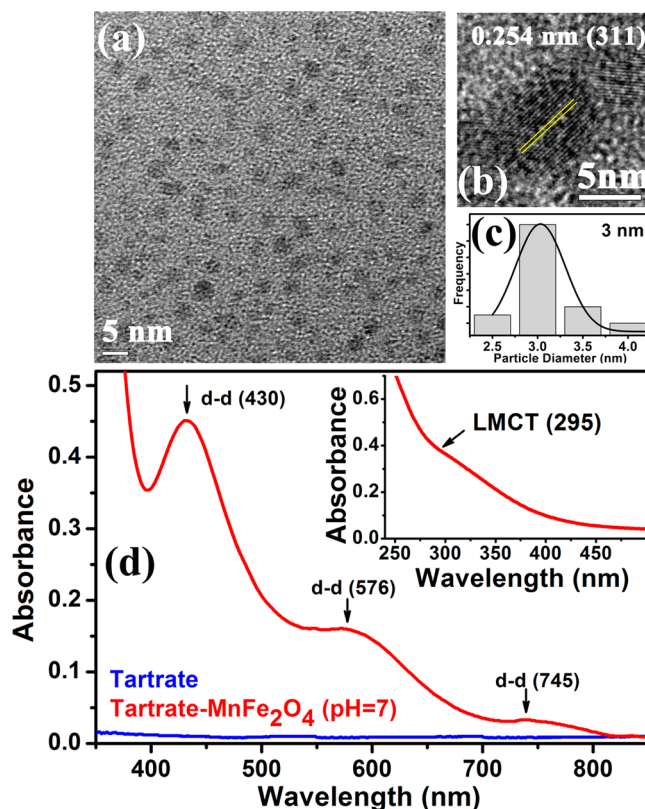 (a)
5 nm
0.254 nm (311)
(b)
5nm
(c)
3 nm
Frequency
2.5 3.0 3.5 4.0
Particle Diameter (nm)
(d)
d-d (430)
d-d (576)
d-d (745)
Tartrate
Tartrate-MnFe₂O₄ (pH=7)
Absorbance
0.5
0.4
0.3
0.2
0.1
0.0
400 500 600 700 800
Wavelength (nm)
LMCT (295)
Absorbance
0.6
0.4
0.2
0.0
250 300 350 400 450
Wavelength (nm)